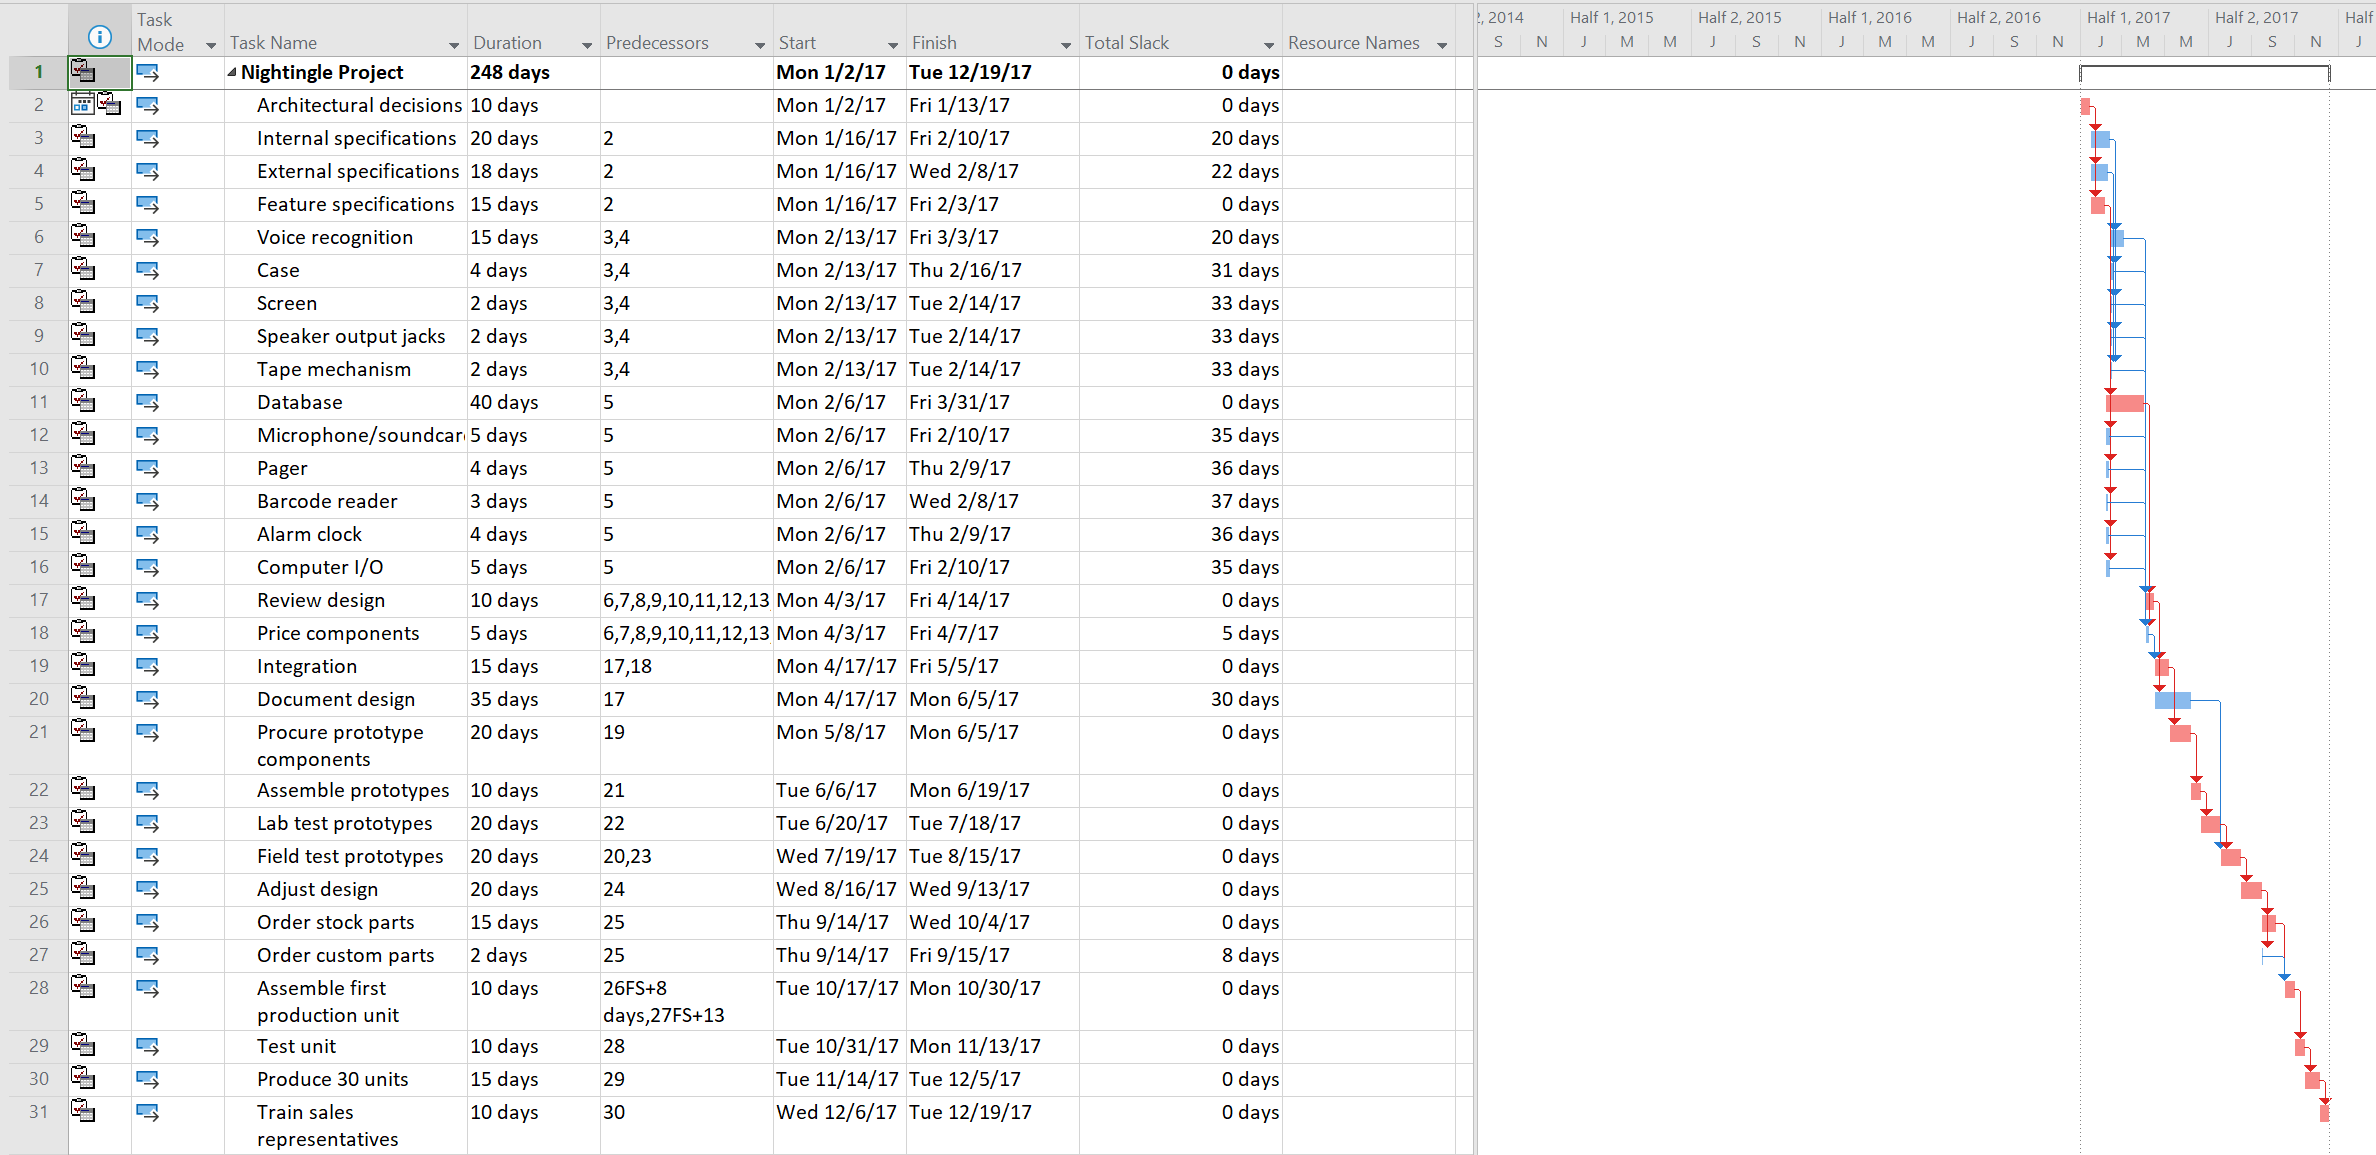 Task Mode Task Name Duration Predecessors Start Finish Total Slack Resource Names
, 2014 Half 1, 2015 Half 2, 2015 Half 1, 2016 Half 2, 2016 Half 1, 2017 Half 2, 2017 Half
S N J M M J S N J M M J S N J M M J S N J
1 Nightingle Project 248 days Mon 1/2/17 Tue 12/19/17 0 days
2 Architectural decisions 10 days Mon 1/2/17 Fri 1/13/17 0 days
3 Internal specifications 20 days 2 Mon 1/16/17 Fri 2/10/17 20 days
4 External specifications 18 days 2 Mon 1/16/17 Wed 2/8/17 22 days
5 Feature specifications 15 days 2 Mon 1/16/17 Fri 2/3/17 0 days
6 Voice recognition 15 days 3,4 Mon 2/13/17 Fri 3/3/17 20 days
7 Case 4 days 3,4 Mon 2/13/17 Thu 2/16/17 31 days
8 Screen 2 days 3,4 Mon 2/13/17 Tue 2/14/17 33 days
9 Speaker output jacks 2 days 3,4 Mon 2/13/17 Tue 2/14/17 33 days
10 Tape mechanism 2 days 3,4 Mon 2/13/17 Tue 2/14/17 33 days
11 Database 40 days 5 Mon 2/6/17 Fri 3/31/17 0 days
12 Microphone/soundcar 5 days 5 Mon 2/6/17 Fri 2/10/17 35 days
13 Pager 4 days 5 Mon 2/6/17 Thu 2/9/17 36 days
14 Barcode reader 3 days 5 Mon 2/6/17 Wed 2/8/17 37 days
15 Alarm clock 4 days 5 Mon 2/6/17 Thu 2/9/17 36 days
16 Computer I/O 5 days 5 Mon 2/6/17 Fri 2/10/17 35 days
17 Review design 10 days 6,7,8,9,10,11,12,13 Mon 4/3/17 Fri 4/14/17 0 days
18 Price components 5 days 6,7,8,9,10,11,12,13 Mon 4/3/17 Fri 4/7/17 5 days
19 Integration 15 days 17,18 Mon 4/17/17 Fri 5/5/17 0 days
20 Document design 35 days 17 Mon 4/17/17 Mon 6/5/17 30 days
21 Procure prototype components 20 days 19 Mon 5/8/17 Mon 6/5/17 0 days
22 Assemble prototypes 10 days 21 Tue 6/6/17 Mon 6/19/17 0 days
23 Lab test prototypes 20 days 22 Tue 6/20/17 Tue 7/18/17 0 days
24 Field test prototypes 20 days 20,23 Wed 7/19/17 Tue 8/15/17 0 days
25 Adjust design 20 days 24 Wed 8/16/17 Wed 9/13/17 0 days
26 Order stock parts 15 days 25 Thu 9/14/17 Wed 10/4/17 0 days
27 Order custom parts 2 days 25 Thu 9/14/17 Fri 9/15/17 8 days
28 Assemble first production unit 10 days 26FS+8 days,27FS+13 Tue 10/17/17 Mon 10/30/17 0 days
29 Test unit 10 days 28 Tue 10/31/17 Mon 11/13/17 0 days
30 Produce 30 units 15 days 29 Tue 11/14/17 Tue 12/5/17 0 days
31 Train sales representatives 10 days 30 Wed 12/6/17 Tue 12/19/17 0 days